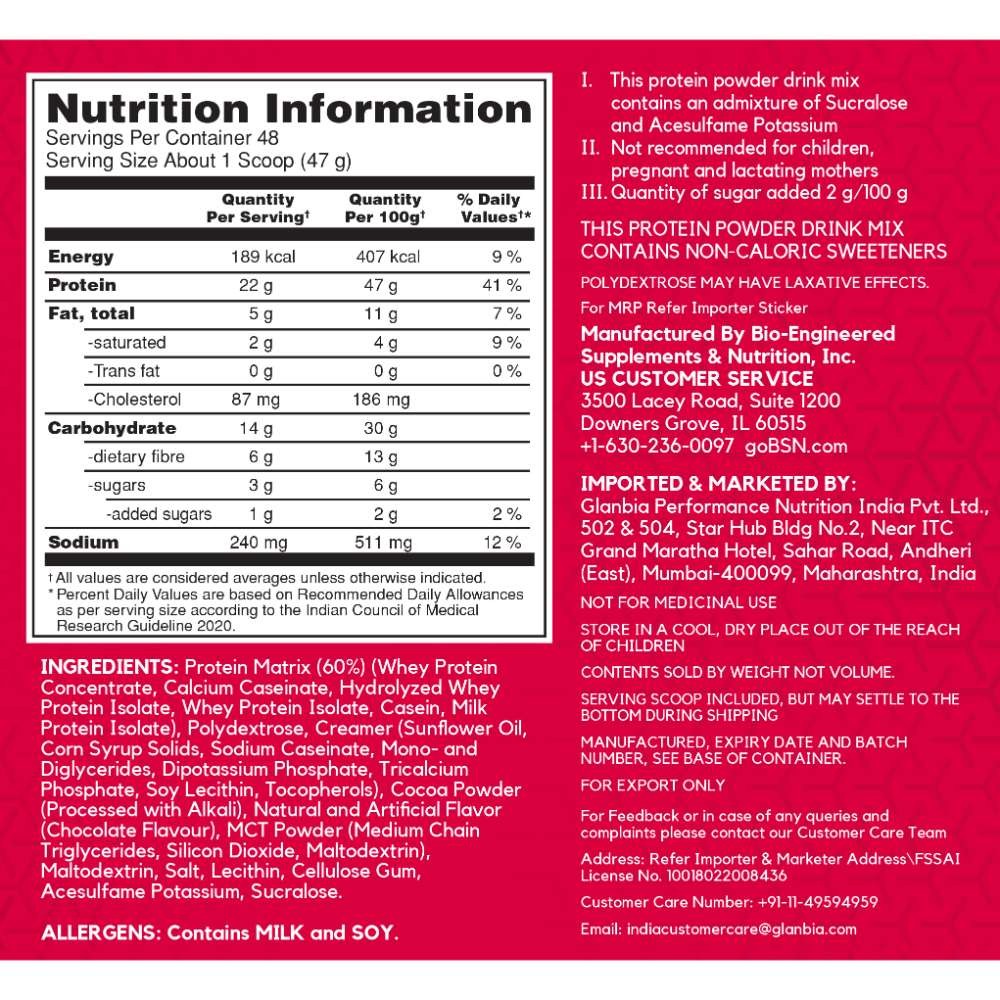 Nutrition Information
Servings Per Container 48
Serving Size About 1 Scoop (47 g)
Quantity Per Serving† Quantity Per 100g† % Daily Values†*
Energy 189 kcal 407 kcal 9 %
Protein 22 g 47 g 41 %
Fat, total 5 g 11 g 7 %
-saturated 2 g 4 g 9 %
-Trans fat 0 g 0 g 0 %
-Cholesterol 87 mg 186 mg
Carbohydrate 14 g 30 g
-dietary fibre 6 g 13 g
-sugars 3 g 6 g
-added sugars 1 g 2 g 2 %
Sodium 240 mg 511 mg 12 %
†All values are considered averages unless otherwise indicated.
*Percent Daily Values are based on Recommended Daily Allowances
as per serving size according to the Indian Council of Medical
Research Guideline 2020.
INGREDIENTS: Protein Matrix (60%) (Whey Protein
Concentrate, Calcium Caseinate, Hydrolyzed Whey
Protein Isolate, Whey Protein Isolate, Casein, Milk
Protein Isolate), Polydextrose, Creamer (Sunflower Oil,
Corn Syrup Solids, Sodium Caseinate, Mono- and
Diglycerides, Dipotassium Phosphate, Tricalcium
Phosphate, Soy Lecithin, Tocopherols), Cocoa Powder
(Processed with Alkali), Natural and Artificial Flavor
(Chocolate Flavour), MCT Powder (Medium Chain
Triglycerides, Silicon Dioxide, Maltodextrin),
Maltodextrin, Salt, Lecithin, Cellulose Gum,
Acesulfame Potassium, Sucralose.
ALLERGENS: Contains MILK and SOY.
I. This protein powder drink mix
contains an admixture of Sucralose
and Acesulfame Potassium
II. Not recommended for children,
pregnant and lactating mothers
III. Quantity of sugar added 2 g/100 g
THIS PROTEIN POWDER DRINK MIX
CONTAINS NON-CALORIC SWEETENERS
POLYDEXTROSE MAY HAVE LAXATIVE EFFECTS.
For MRP Refer Importer Sticker
Manufactured By Bio-Engineered
Supplements & Nutrition, Inc.
US CUSTOMER SERVICE
3500 Lacey Road, Suite 1200
Downers Grove, IL 60515
+1-630-236-0097 goBSN.com
IMPORTED & MARKETED BY:
Glanbia Performance Nutrition India Pvt. Ltd.,
502 & 504, Star Hub Bldg No.2, Near ITC
Grand Maratha Hotel, Sahar Road, Andheri
(East), Mumbai-400099, Maharashtra, India
NOT FOR MEDICINAL USE
STORE IN A COOL, DRY PLACE OUT OF THE REACH
OF CHILDREN
CONTENTS SOLD BY WEIGHT NOT VOLUME.
SERVING SCOOP INCLUDED, BUT MAY SETTLE TO THE
BOTTOM DURING SHIPPING
MANUFACTURED, EXPIRY DATE AND BATCH
NUMBER, SEE BASE OF CONTAINER.
FOR EXPORT ONLY
For Feedback or in case of any queries and
complaints please contact our Customer Care Team
Address: Refer Importer & Marketer Address\FSSAI
License No. 10018022008436
Customer Care Number: +91-11-49594959
Email: indiacustomercare@glanbia.com